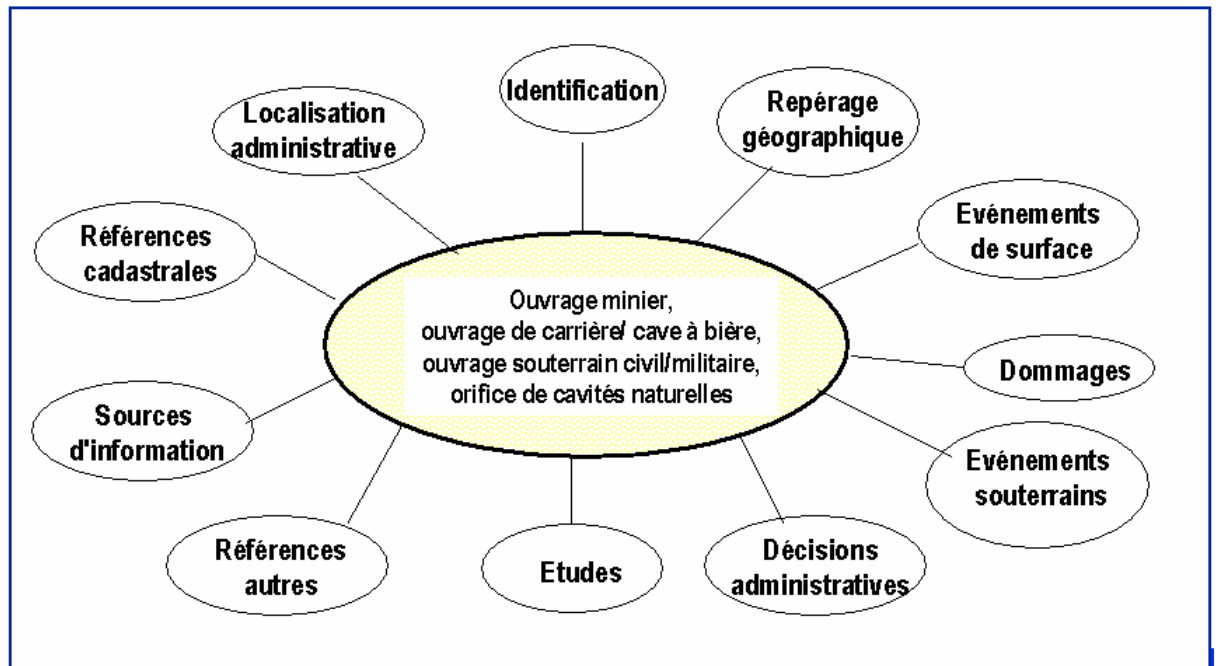 Identification
Repérage
géographique
Localisation
administrative
Evénements
de surface
Références
cadastrales
Ouvrage minier,
ouvrage de carrière/ cave à bière,
ouvrage souterrain civil/militaire,
orifice de cavités naturelles
Dommages
Sources
d'information
Evénements
souterrains
Références
autres
Etudes
Décisions
administratives